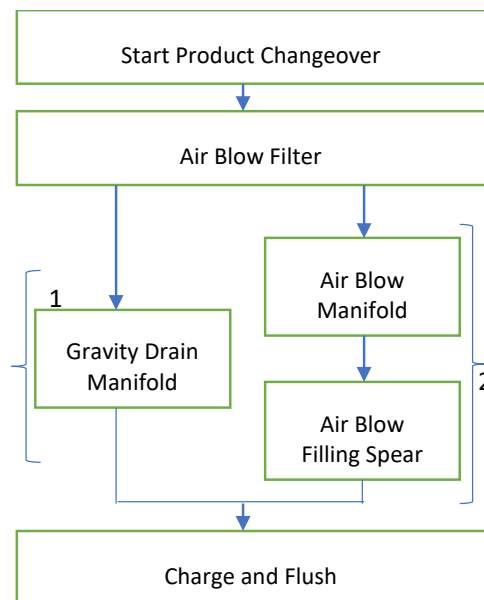 Start Product Changeover
Air Blow Filter
1
Gravity Drain
Manifold
Air Blow
Manifold
Air Blow
Filling Spear
2
Charge and Flush